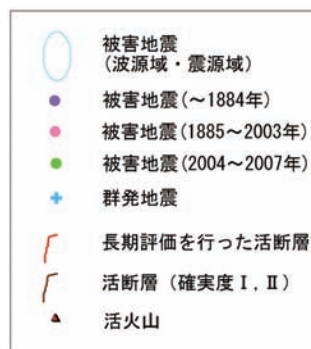 被害地震
(波源域・震源域)
被害地震(～1884年)
被害地震(1885～2003年)
被害地震(2004～2007年)
群発地震
長期評価を行った活断層
活断層（確実度Ⅰ，Ⅱ）
活火山